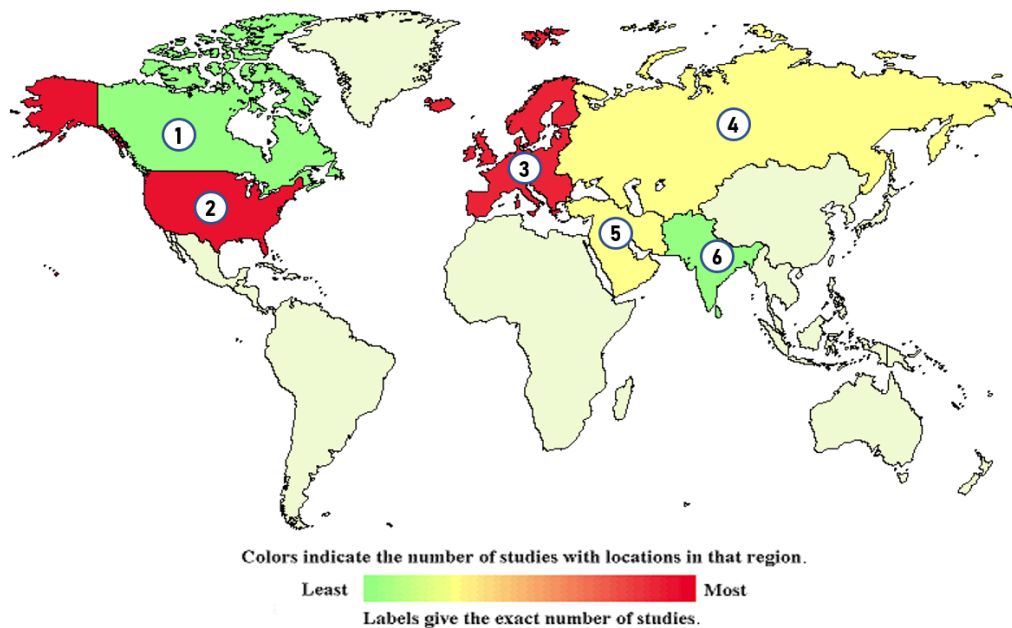 1
2
3
4
5
6
Colors indicate the number of studies with locations in that region.
Least Most
Labels give the exact number of studies.